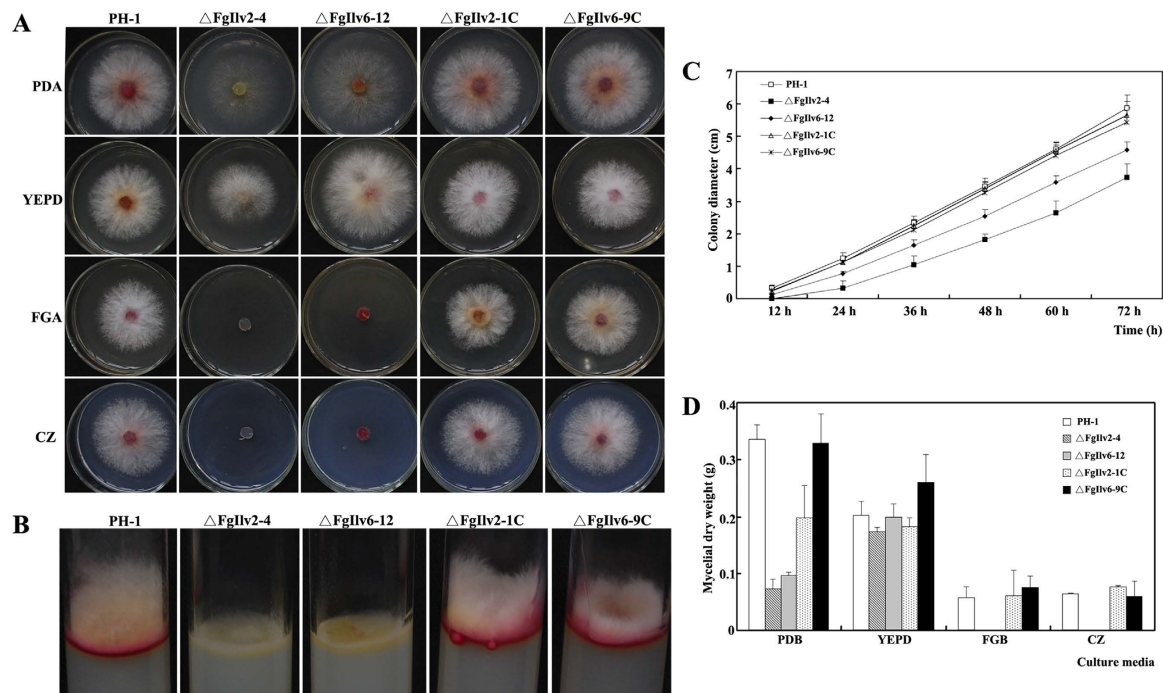 A
PH-1 △FgIlv2-4 △FgIlv6-12 △FgIlv2-1C △FgIlv6-9C
PDA
YEPD
FGA
CZ
B
PH-1 △FgIlv2-4 △FgIlv6-12 △FgIlv2-1C △FgIlv6-9C
C
Colony diameter (cm)
7
6
5
4
3
2
1
0
PH-1
△FgIlv2-4
△FgIlv6-12
△FgIlv2-1C
△FgIlv6-9C
12 h 24 h 36 h 48 h 60 h 72 h
Time (h)
D
Mycelial dry weight (g)
0.4
0.3
0.2
0.1
0
PH-1
△FgIlv2-4
△FgIlv6-12
△FgIlv2-1C
△FgIlv6-9C
PDB YEPD FGB CZ
Culture media